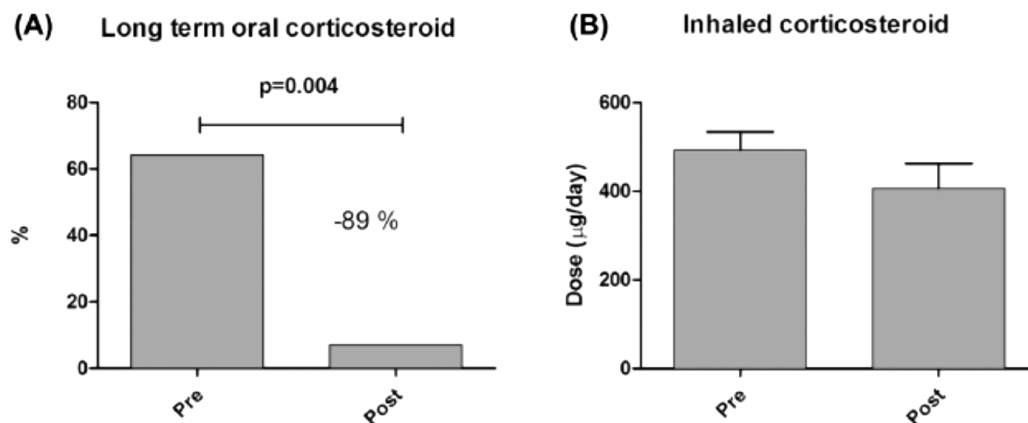 (A) Long term oral corticosteroid
p=0.004
80
60
40
20
0
%
-89 %
Pre
Post
(B) Inhaled corticosteroid
600
400
200
0
Dose (µg/day)
Pre
Post